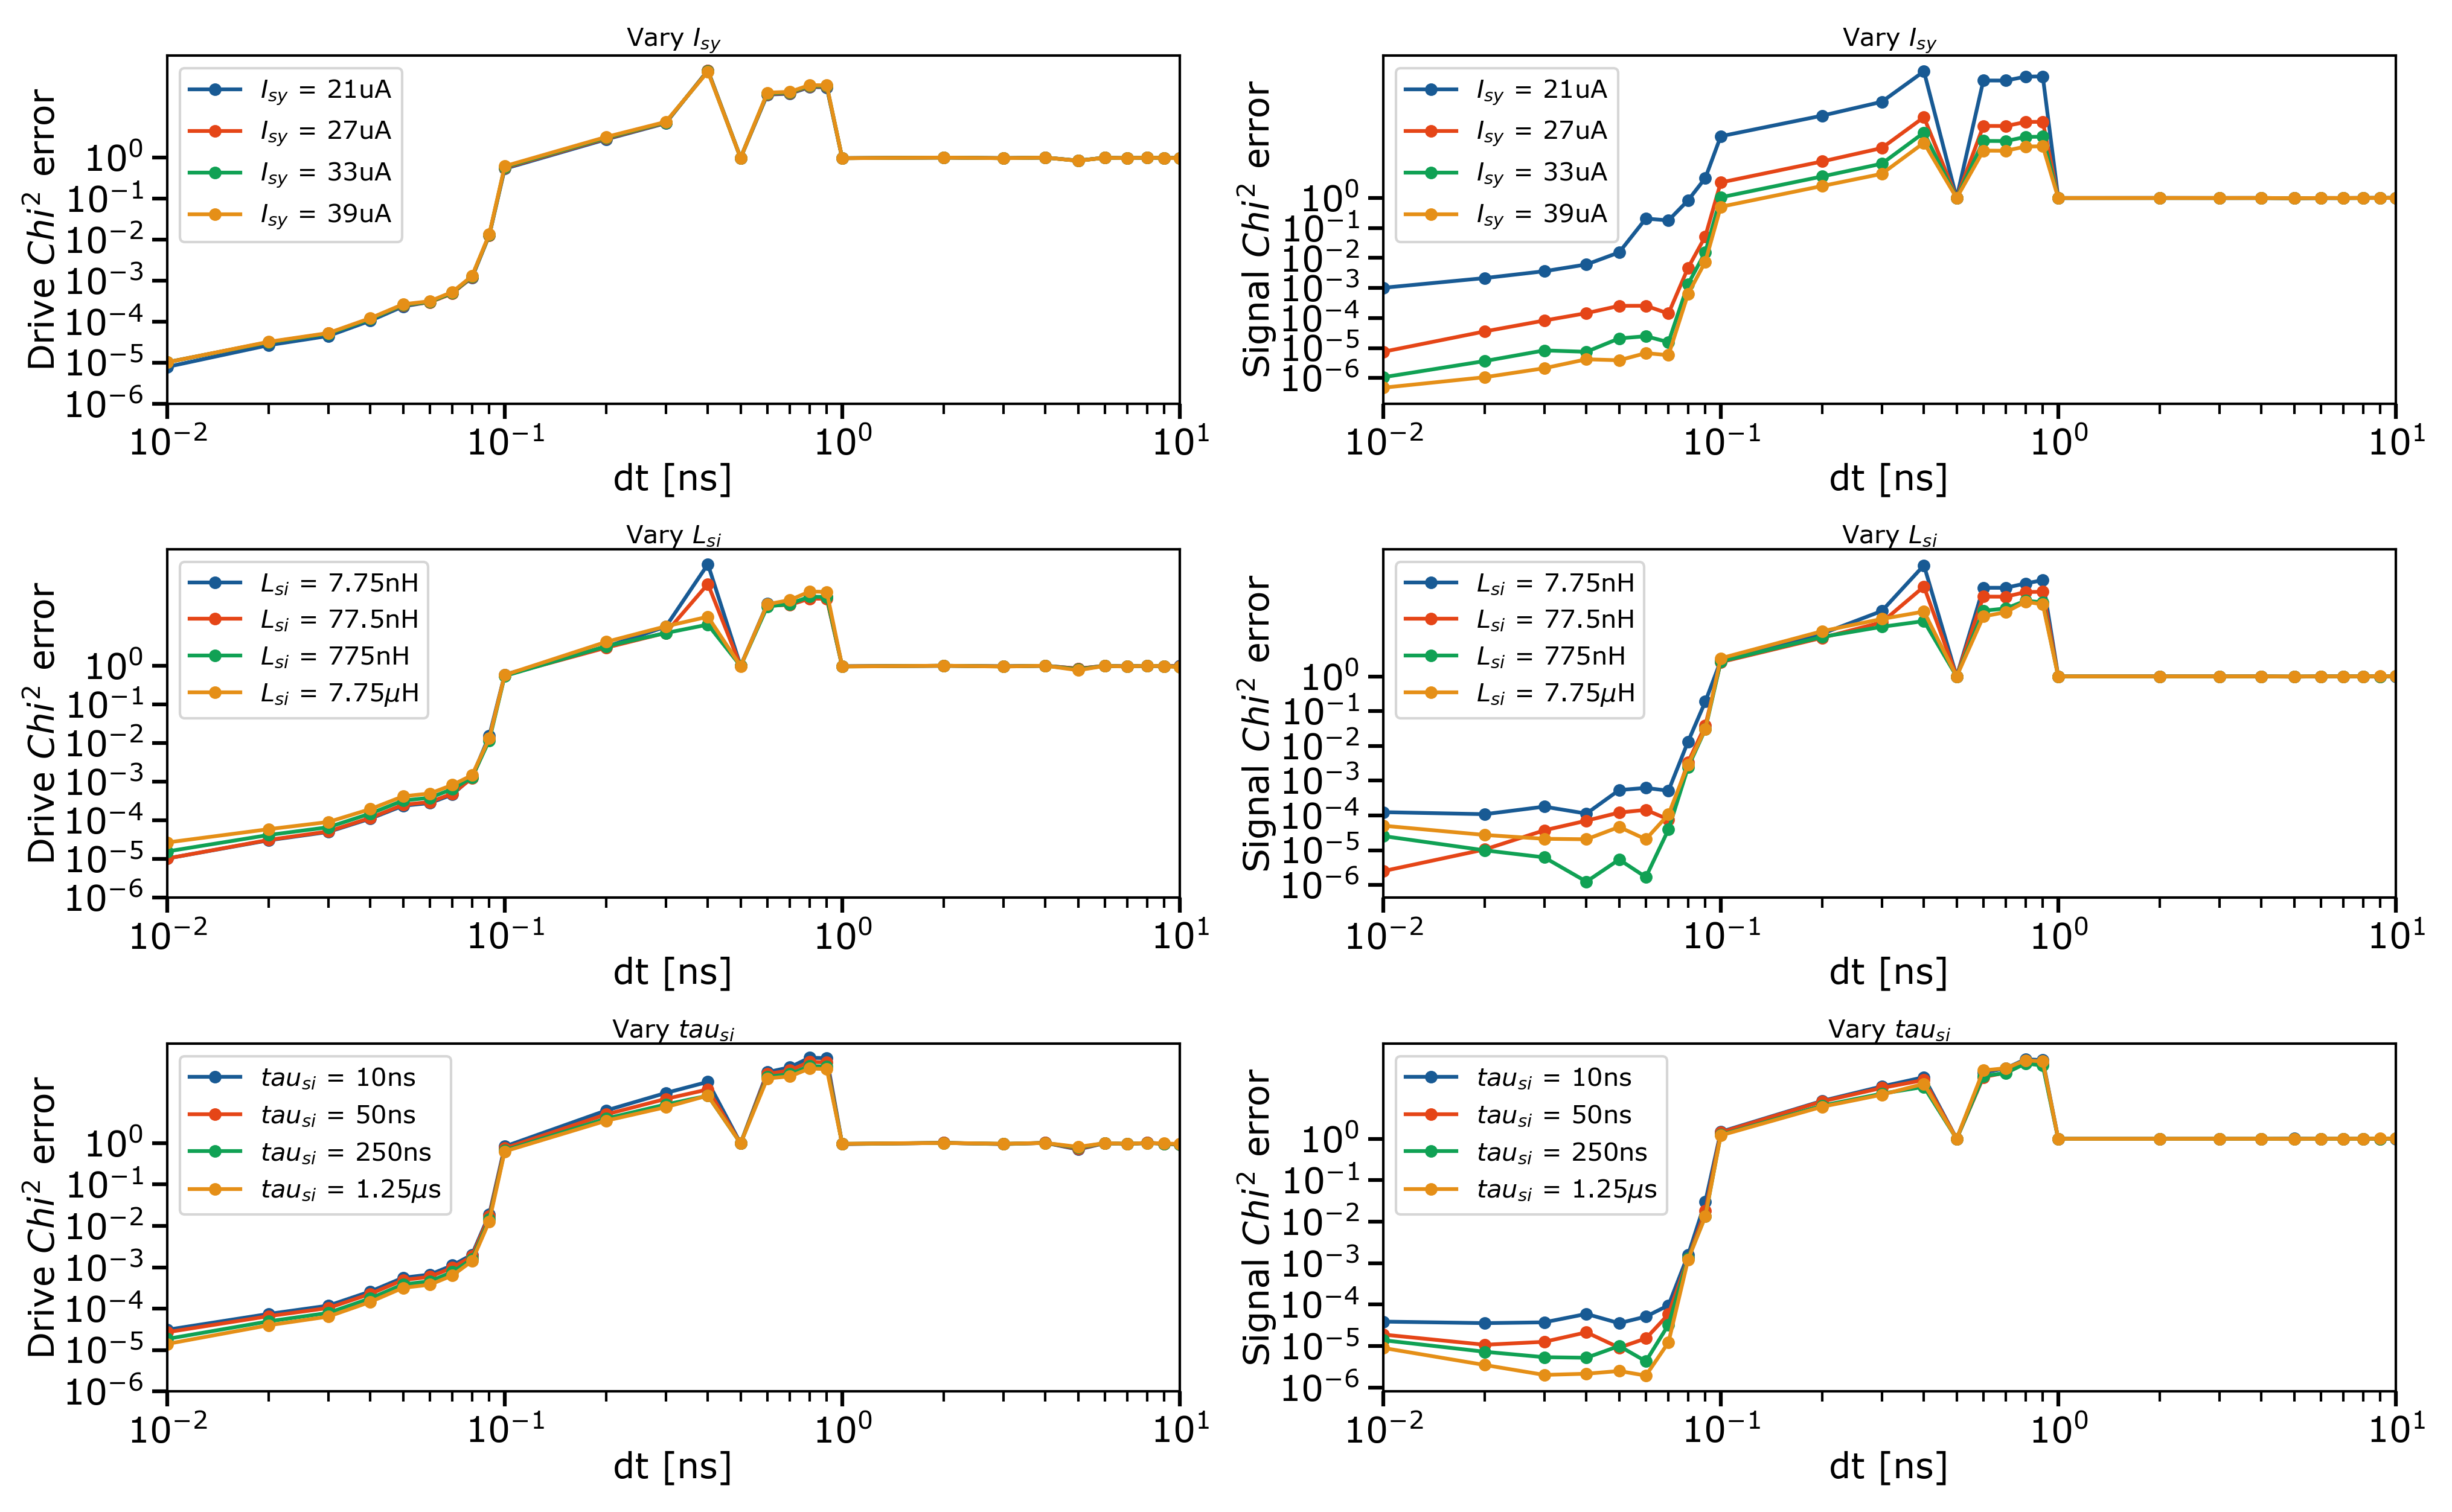 Vary I_sy
I_sy = 21uA
I_sy = 27uA
I_sy = 33uA
I_sy = 39uA
Drive Chi^2 error
10^0
10^-1
10^-2
10^-3
10^-4
10^-5
10^-6
10^-2 10^-1 10^0 10^1
dt [ns]
Vary I_sy
I_sy = 21uA
I_sy = 27uA
I_sy = 33uA
I_sy = 39uA
Signal Chi^2 error
10^0
10^-1
10^-2
10^-3
10^-4
10^-5
10^-6
10^-2 10^-1 10^0 10^1
dt [ns]
Vary L_si
L_si = 7.75nH
L_si = 77.5nH
L_si = 775nH
L_si = 7.75μH
Drive Chi^2 error
10^0
10^-1
10^-2
10^-3
10^-4
10^-5
10^-6
10^-2 10^-1 10^0 10^1
dt [ns]
Vary L_si
L_si = 7.75nH
L_si = 77.5nH
L_si = 775nH
L_si = 7.75μH
Signal Chi^2 error
10^0
10^-1
10^-2
10^-3
10^-4
10^-5
10^-6
10^-2 10^-1 10^0 10^1
dt [ns]
Vary tau_si
tau_si = 10ns
tau_si = 50ns
tau_si = 250ns
tau_si = 1.25μs
Drive Chi^2 error
10^0
10^-1
10^-2
10^-3
10^-4
10^-5
10^-6
10^-2 10^-1 10^0 10^1
dt [ns]
Vary tau_si
tau_si = 10ns
tau_si = 50ns
tau_si = 250ns
tau_si = 1.25μs
Signal Chi^2 error
10^0
10^-1
10^-2
10^-3
10^-4
10^-5
10^-6
10^-2 10^-1 10^0 10^1
dt [ns]